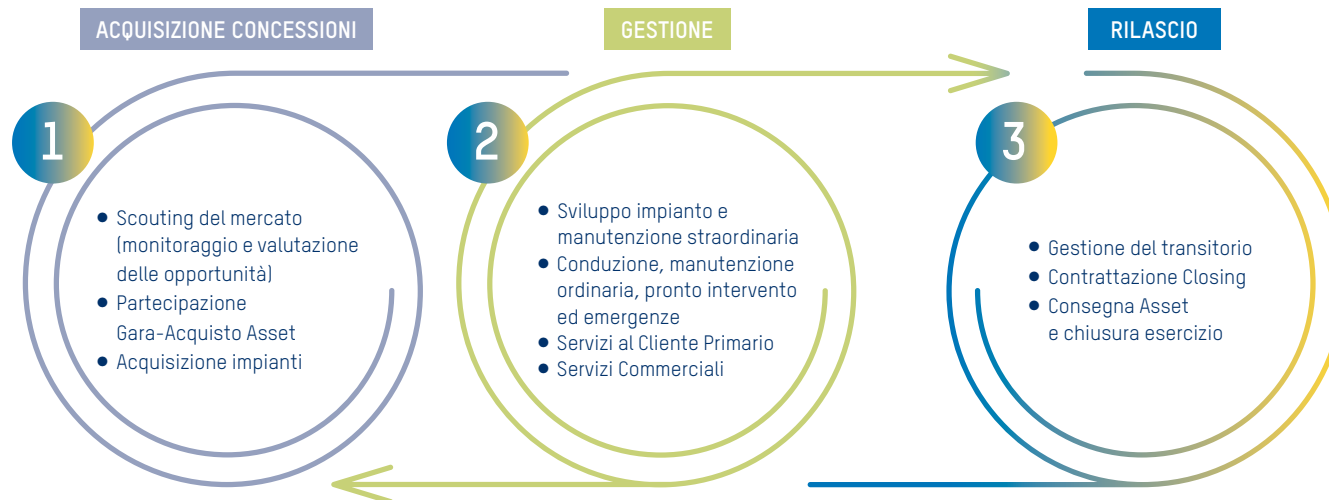 ACQUISIZIONE CONCESSIONI
1
● Scouting del mercato
(monitoraggio e valutazione
delle opportunità)
● Partecipazione
Gara-Acquisto Asset
● Acquisizione impianti
GESTIONE
2
● Sviluppo impianto e
manutenzione straordinaria
● Conduzione, manutenzione
ordinaria, pronto intervento
ed emergenze
● Servizi al Cliente Primario
● Servizi Commerciali
RILASCIO
3
● Gestione del transitorio
● Contrattazione Closing
● Consegna Asset
e chiusura esercizio